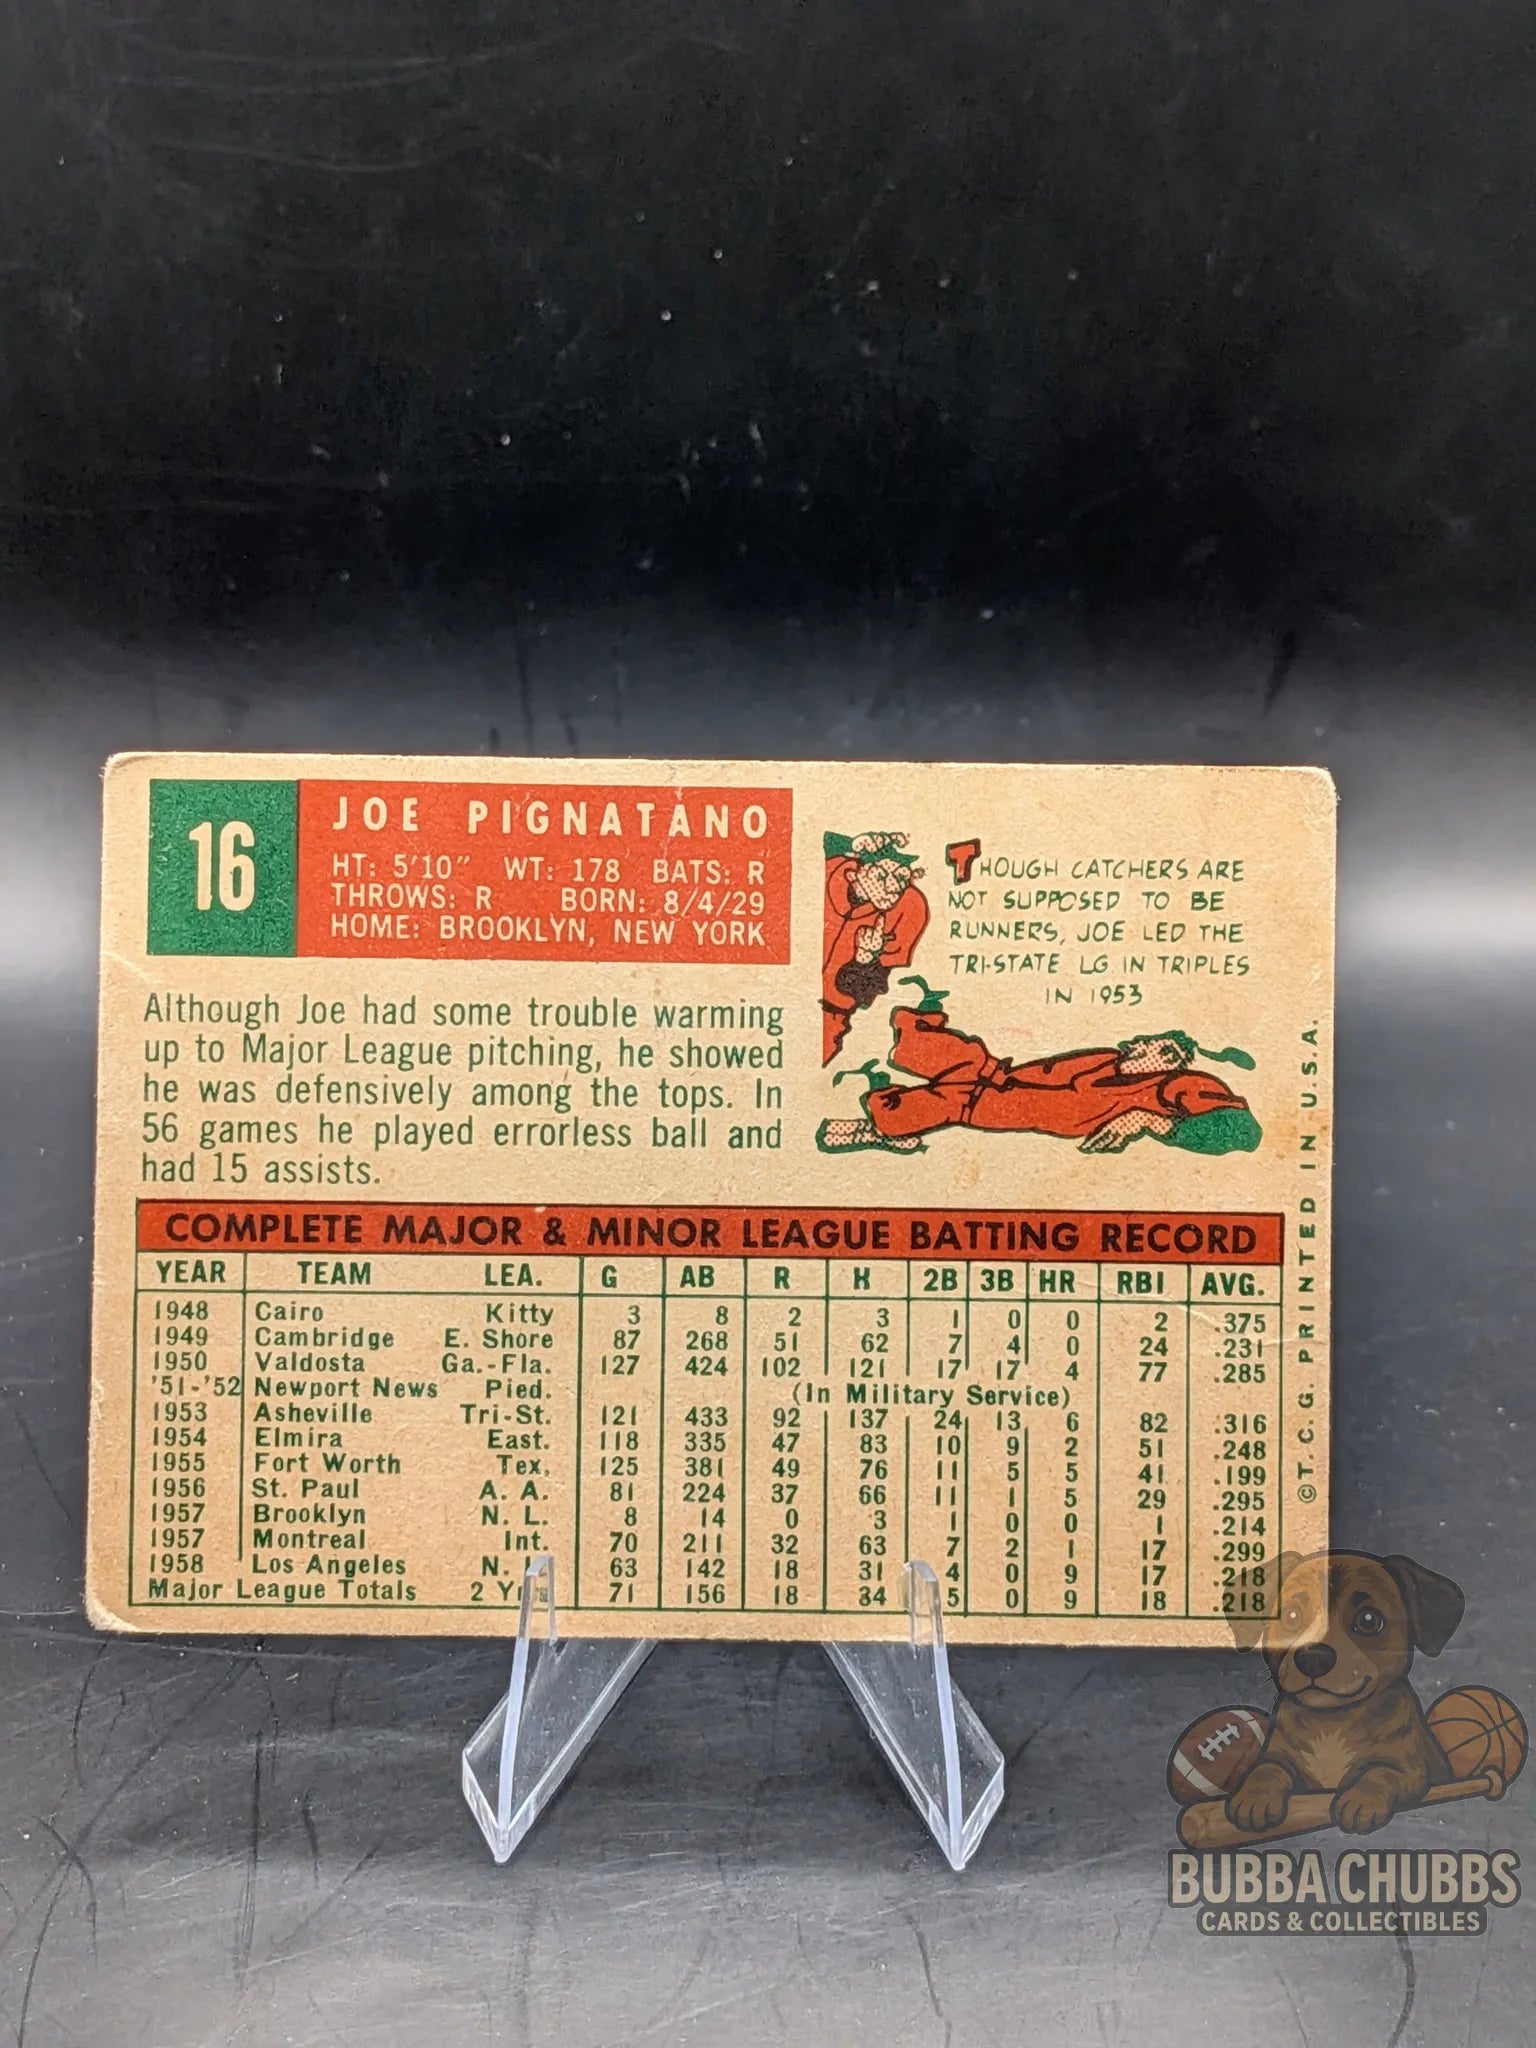 16
JOE PIGNATANO
HT: 5'10" WT: 178 BATS: R
THROWS: R BORN: 8/4/29
HOME: BROOKLYN, NEW YORK
THOUGH CATCHERS ARE
NOT SUPPOSED TO BE
RUNNERS, JOE LED THE
TRI-STATE LG IN TRIPLES
IN 1953
Although Joe had some trouble warming
up to Major League pitching, he showed
he was defensively among the tops. In
56 games he played errorless ball and
had 15 assists.
COMPLETE MAJOR & MINOR LEAGUE BATTING RECORD
YEAR TEAM LEA. G AB R H 2B 3B HR RBI AVG.
1948 Cairo Kitty 3 8 2 3 1 0 0 2 .375
1949 Cambridge E. Shore 87 268 51 62 7 4 0 24 .231
1950 Valdosta Ga.-Fla. 127 424 102 121 17 17 4 77 .285
'51-'52 Newport News Pied. (In Military Service)
1953 Asheville Tri-St. 121 433 92 137 24 13 6 82 .316
1954 Elmira East. 118 335 47 83 10 9 2 51 .248
1955 Fort Worth Tex. 125 381 49 76 11 5 5 41 .199
1956 St. Paul A. A. 81 224 37 66 11 1 5 29 .295
1957 Brooklyn N. L. 8 14 0 3 1 0 0 1 .214
1957 Montreal Int. 70 211 32 63 7 2 1 17 .299
1958 Los Angeles N. 63 142 18 31 4 0 9 17 .218
Major League Totals 2 71 156 18 34 5 0 9 18 .218
© T. C. G. PRINTED IN U.S.A.
BUBBA CHUBBS
CARDS & COLLECTIBLES